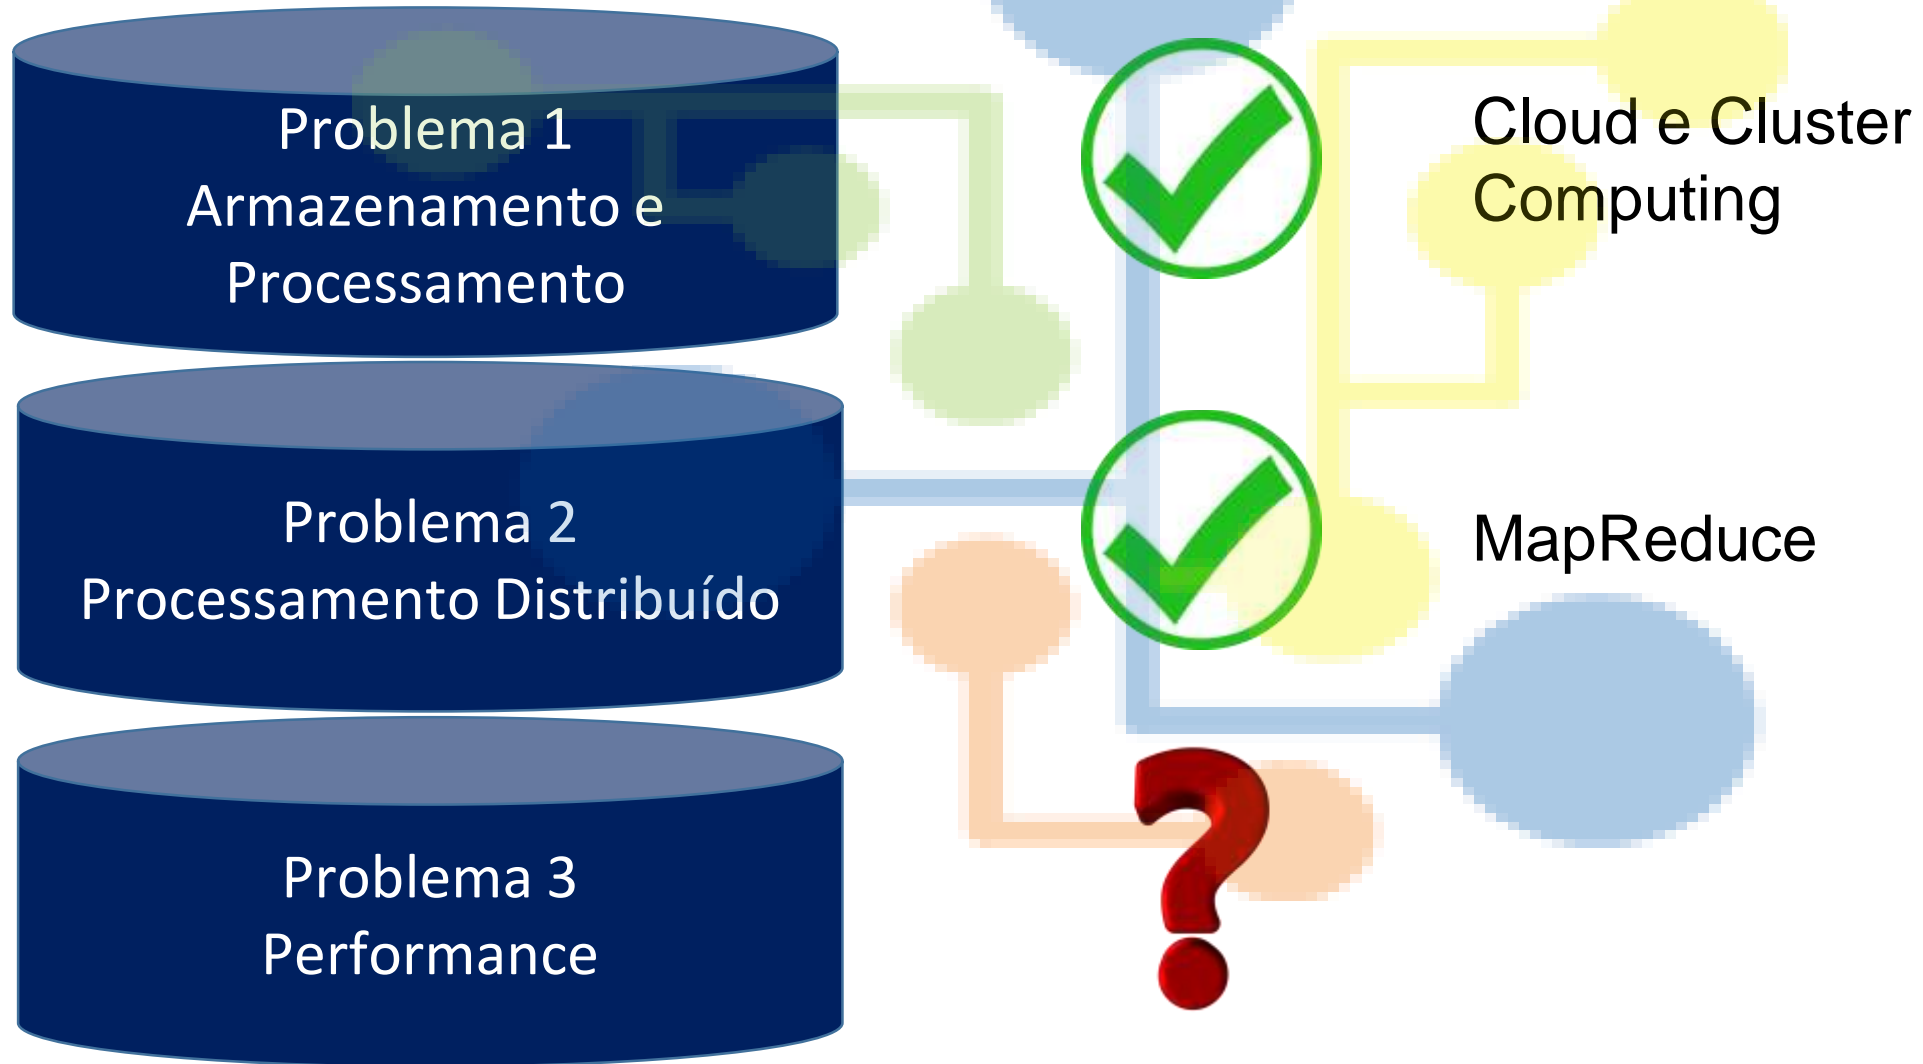 Problema 1
Armazenamento e
Processamento
Cloud e Cluster
Computing
Problema 2
Processamento Distribuído
MapReduce
Problema 3
Performance